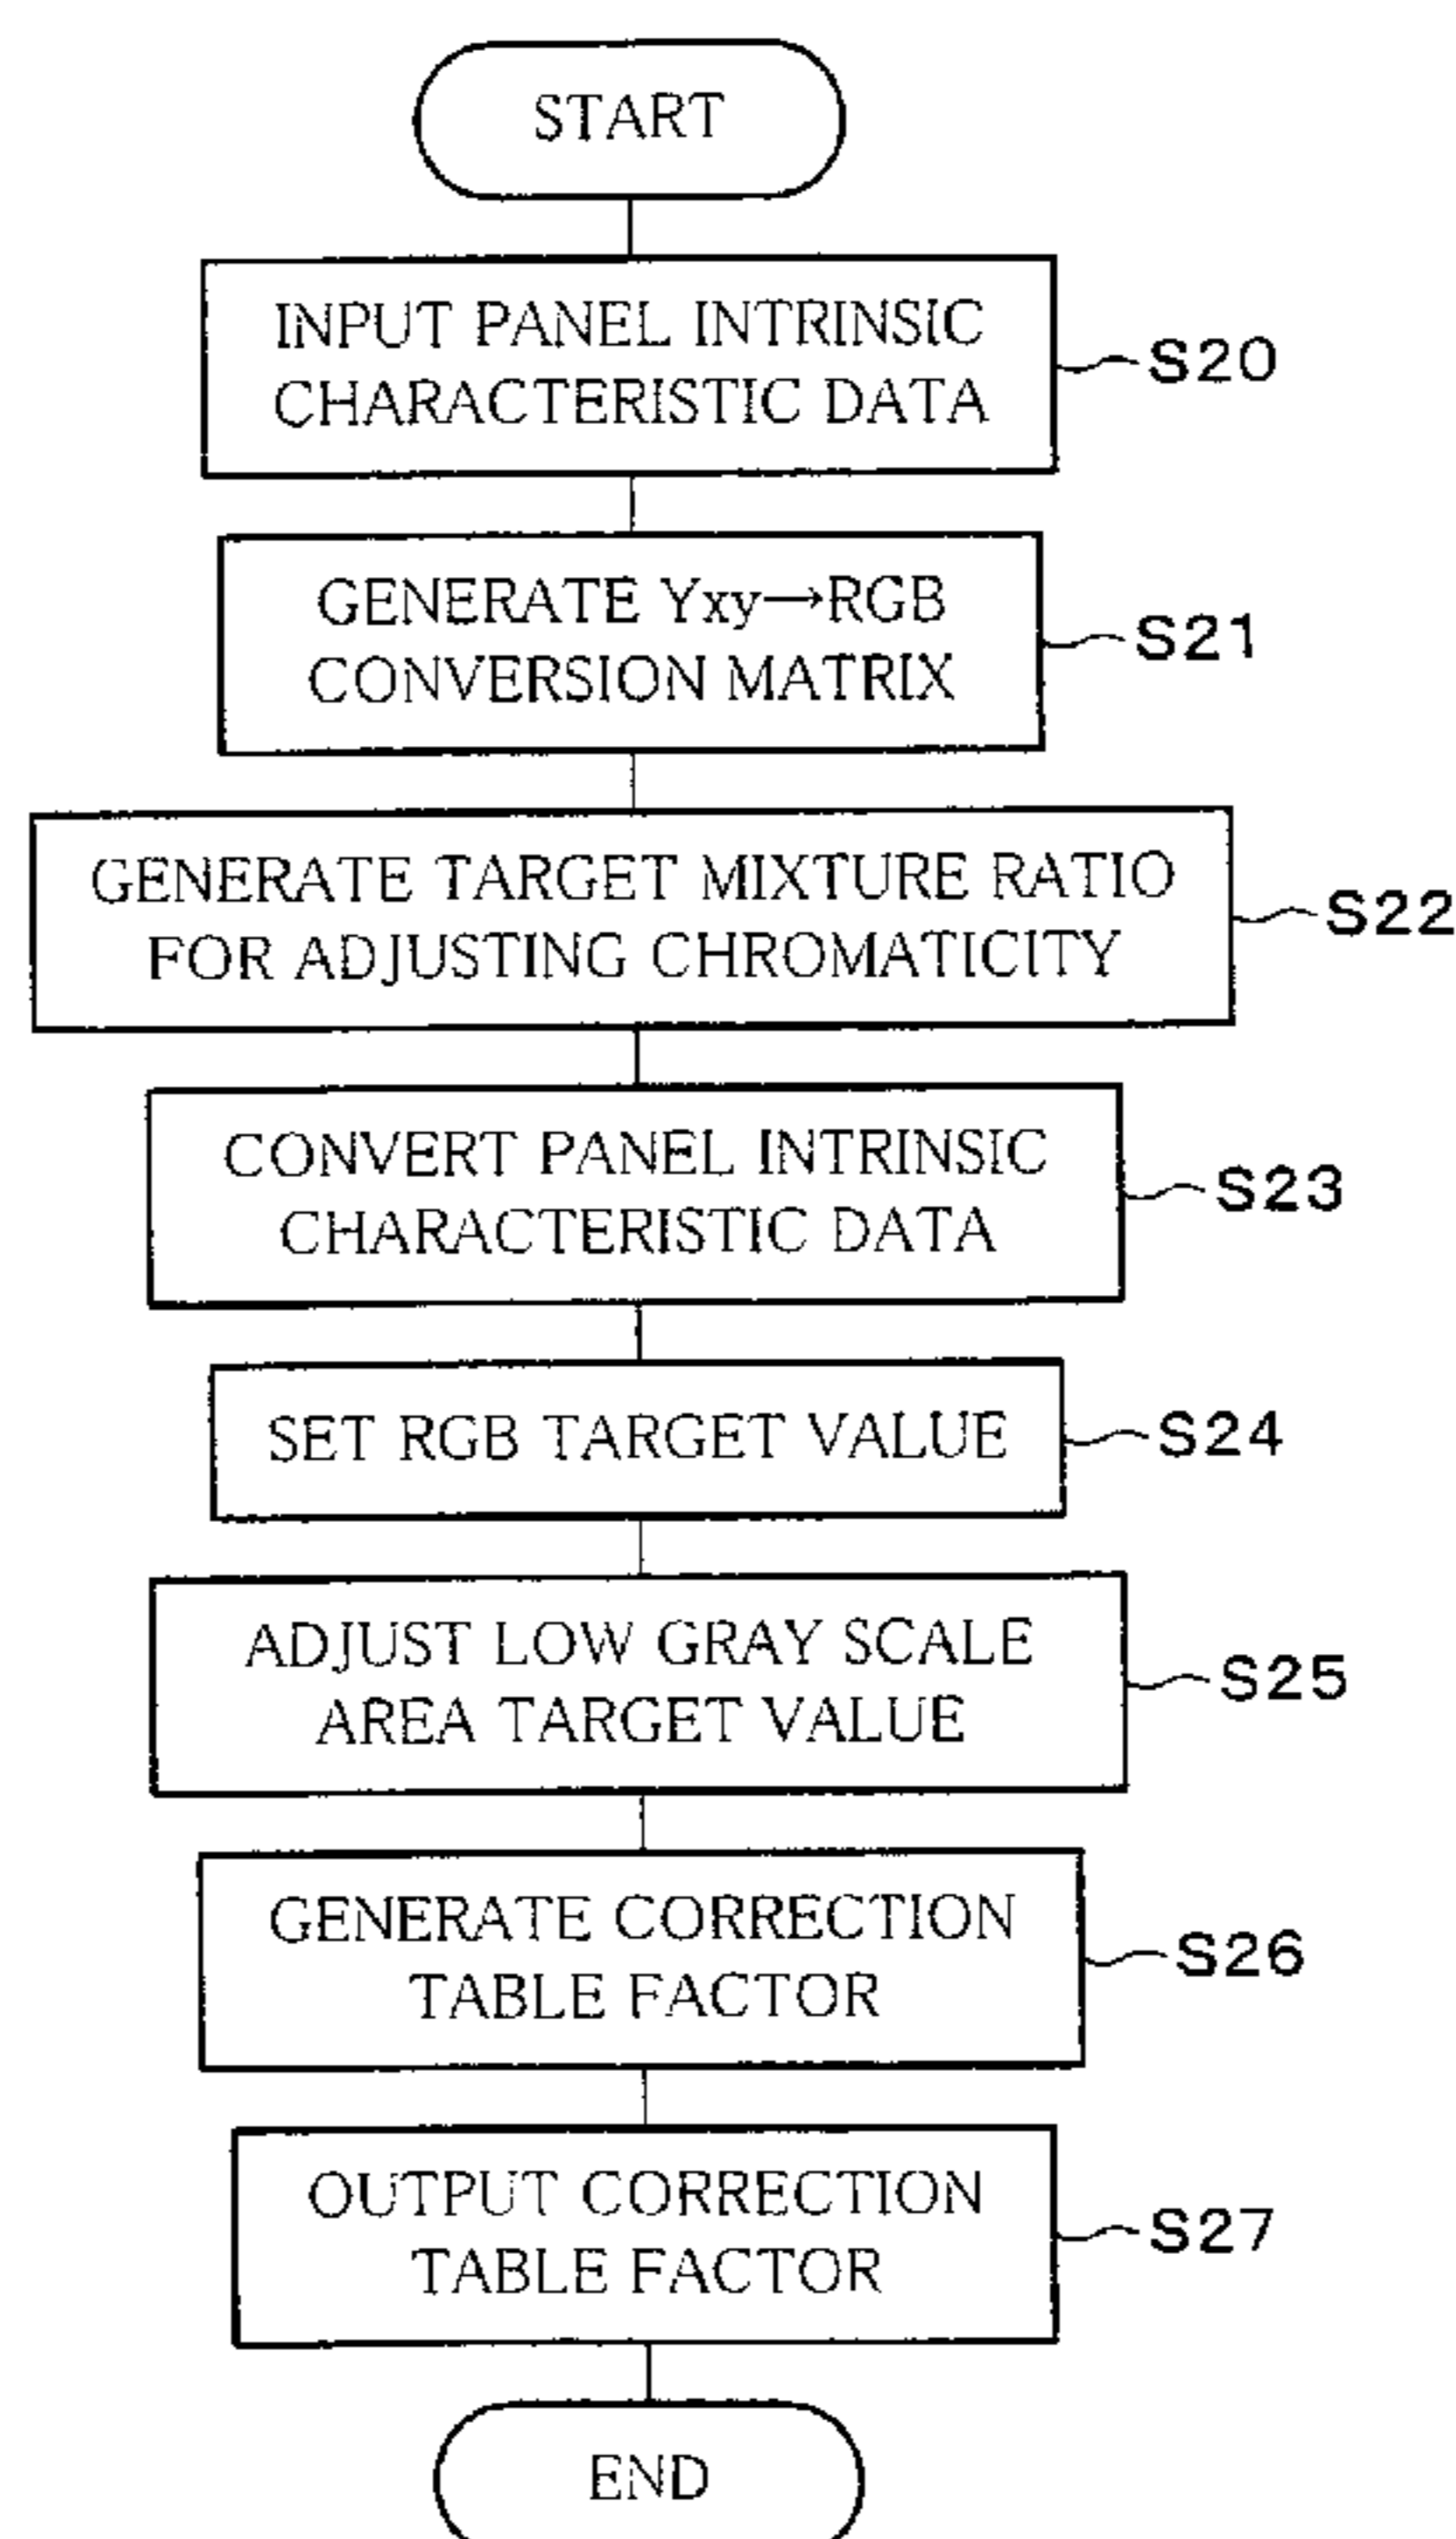 START
INPUT PANEL INTRINSIC
CHARACTERISTIC DATA
S20
GENERATE Yxy→RGB
CONVERSION MATRIX
S21
GENERATE TARGET MIXTURE RATIO
FOR ADJUSTING CHROMATICITY
S22
CONVERT PANEL INTRINSIC
CHARACTERISTIC DATA
S23
SET RGB TARGET VALUE
S24
ADJUST LOW GRAY SCALE
AREA TARGET VALUE
S25
GENERATE CORRECTION
TABLE FACTOR
S26
OUTPUT CORRECTION
TABLE FACTOR
S27
END